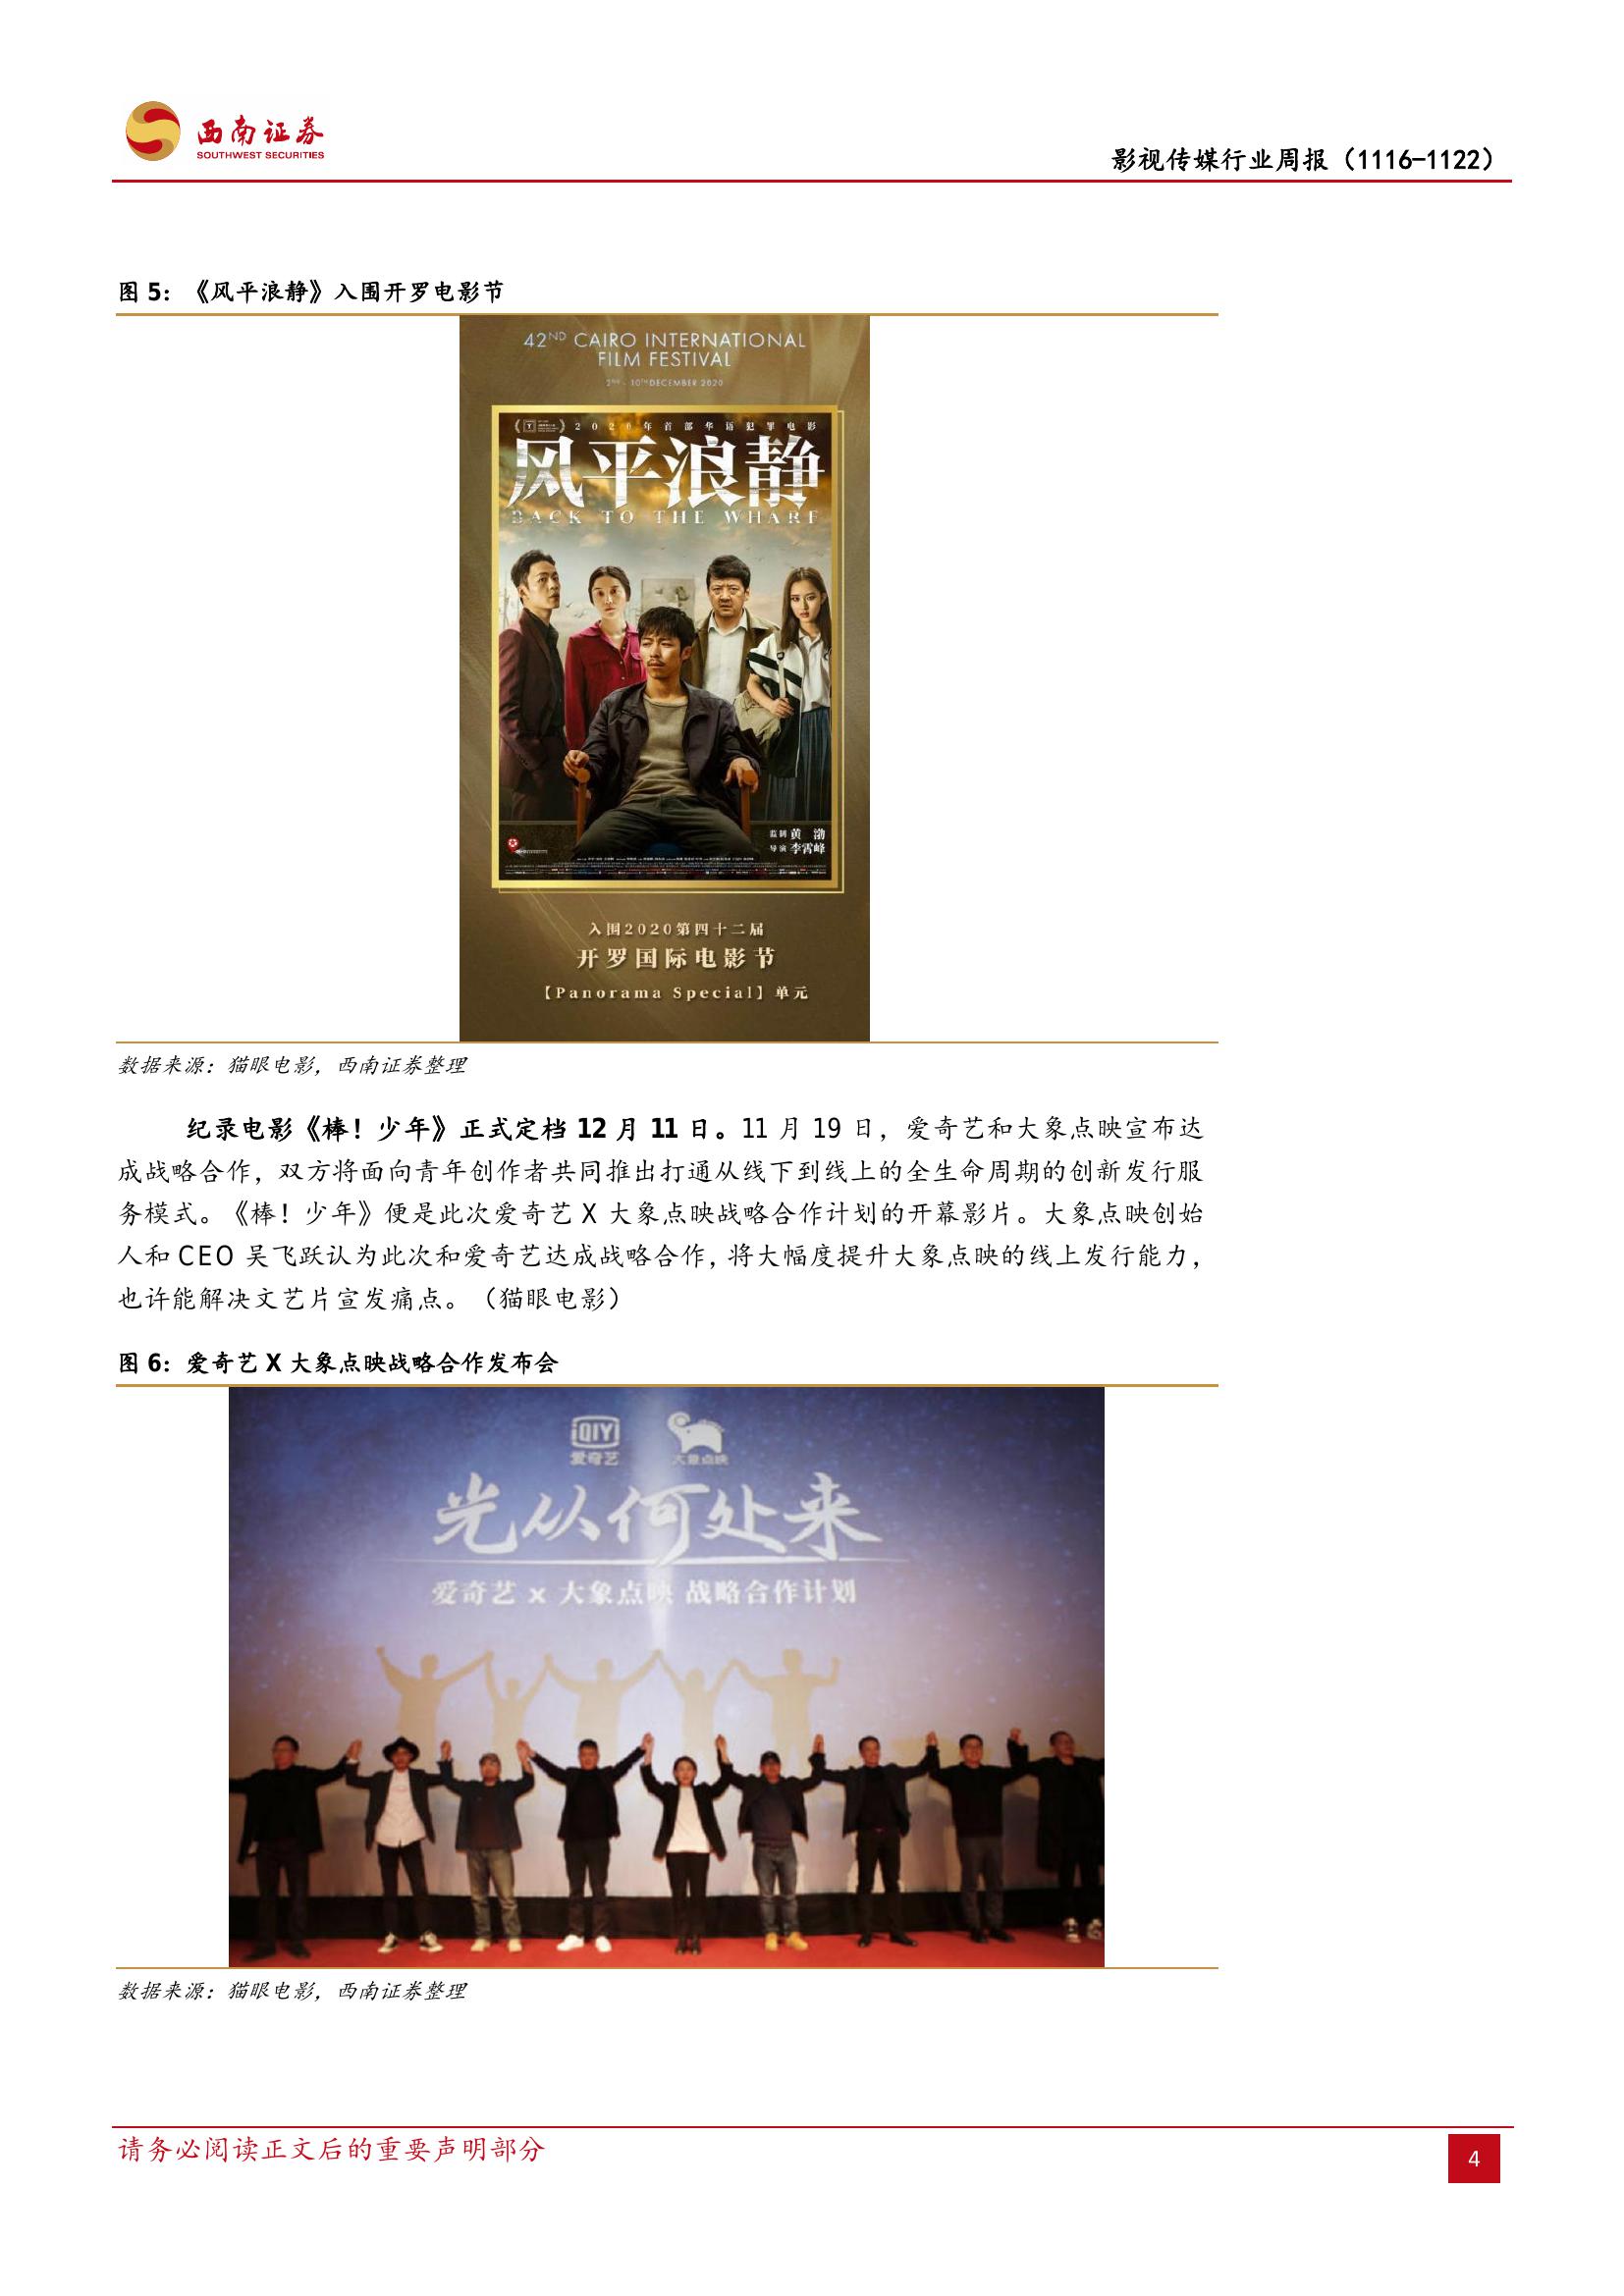 西南证券
SOUTHWEST SECURITIES
影视传媒行业周报（1116-1122）
图 5：《风平浪静》入围开罗电影节
42ND CAIRO INTERNATIONAL
FILM FESTIVAL
2ND - 10TH DECEMBER 2020
2020年首部华语犯罪电影
风平浪静
BACK TO THE WHARF
监制 黄渤
导演 李霄峰
入围2020第四十二届
开罗国际电影节
【Panorama Special】单元
数据来源：猫眼电影，西南证券整理
纪录电影《棒！少年》正式定档 12 月 11 日。11 月 19 日，爱奇艺和大象点映宣布达
成战略合作，双方将面向青年创作者共同推出打通从线下到线上的全生命周期的创新发行服
务模式。《棒！少年》便是此次爱奇艺 X 大象点映战略合作计划的开幕影片。大象点映创始
人和 CEO 吴飞跃认为此次和爱奇艺达成战略合作，将大幅度提升大象点映的线上发行能力，
也许能解决文艺片宣发痛点。（猫眼电影）
图 6：爱奇艺 X 大象点映战略合作发布会
iQIYI
爱奇艺
大象点映
光从何处来
爱奇艺 x 大象点映 战略合作计划
数据来源：猫眼电影，西南证券整理
请务必阅读正文后的重要声明部分
4